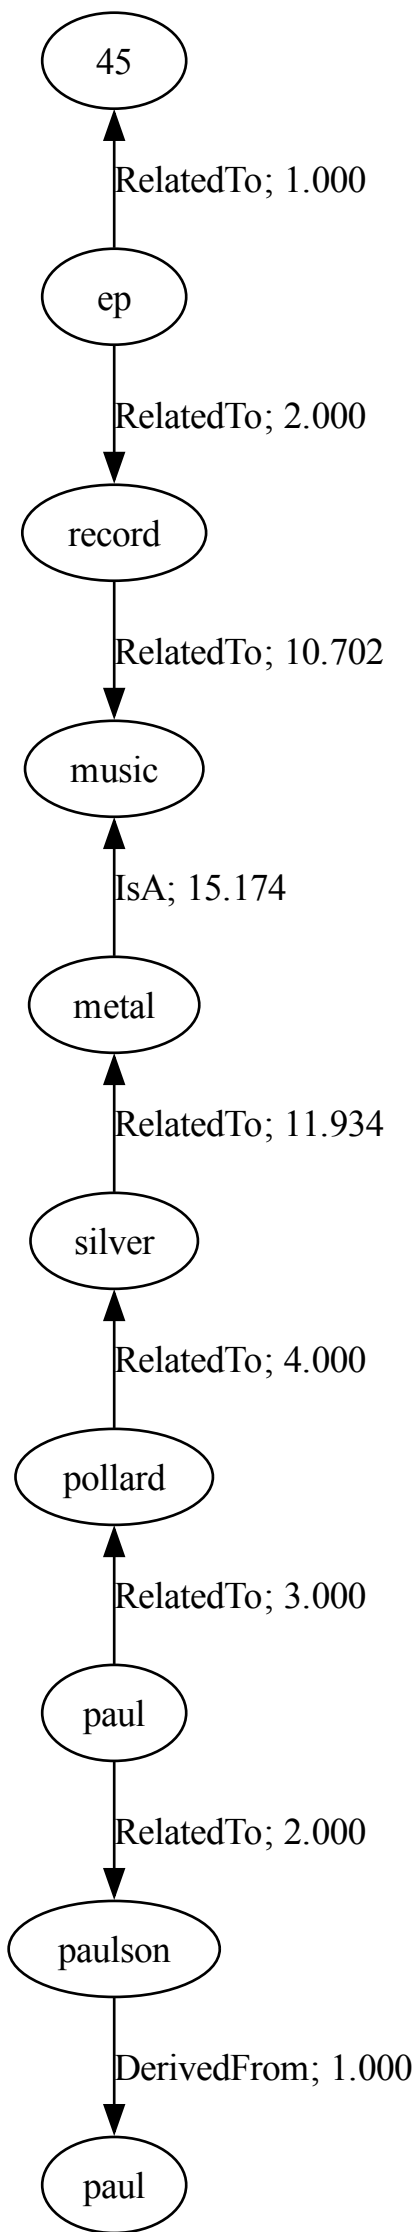 45
RelatedTo; 1.000
ep
RelatedTo; 2.000
record
RelatedTo; 10.702
music
IsA; 15.174
metal
RelatedTo; 11.934
silver
RelatedTo; 4.000
pollard
RelatedTo; 3.000
paul
RelatedTo; 2.000
paulson
DerivedFrom; 1.000
paul